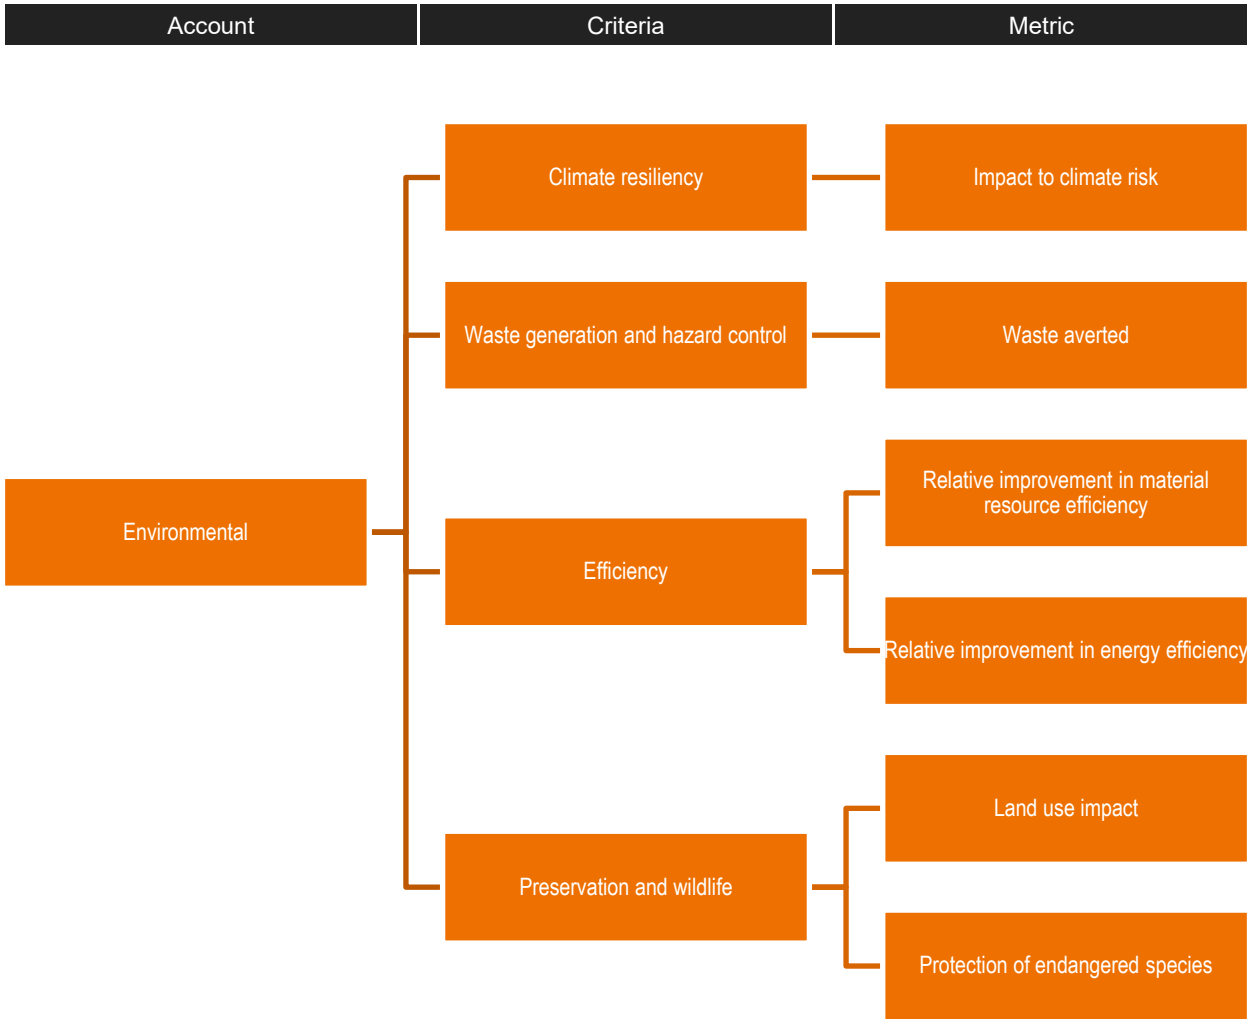 Account
Criteria
Metric
Climate resiliency
Impact to climate risk
Waste generation and hazard control
Waste averted
Environmental
Efficiency
Relative improvement in material
resource efficiency
Relative improvement in energy efficiency
Preservation and wildlife
Land use impact
Protection of endangered species